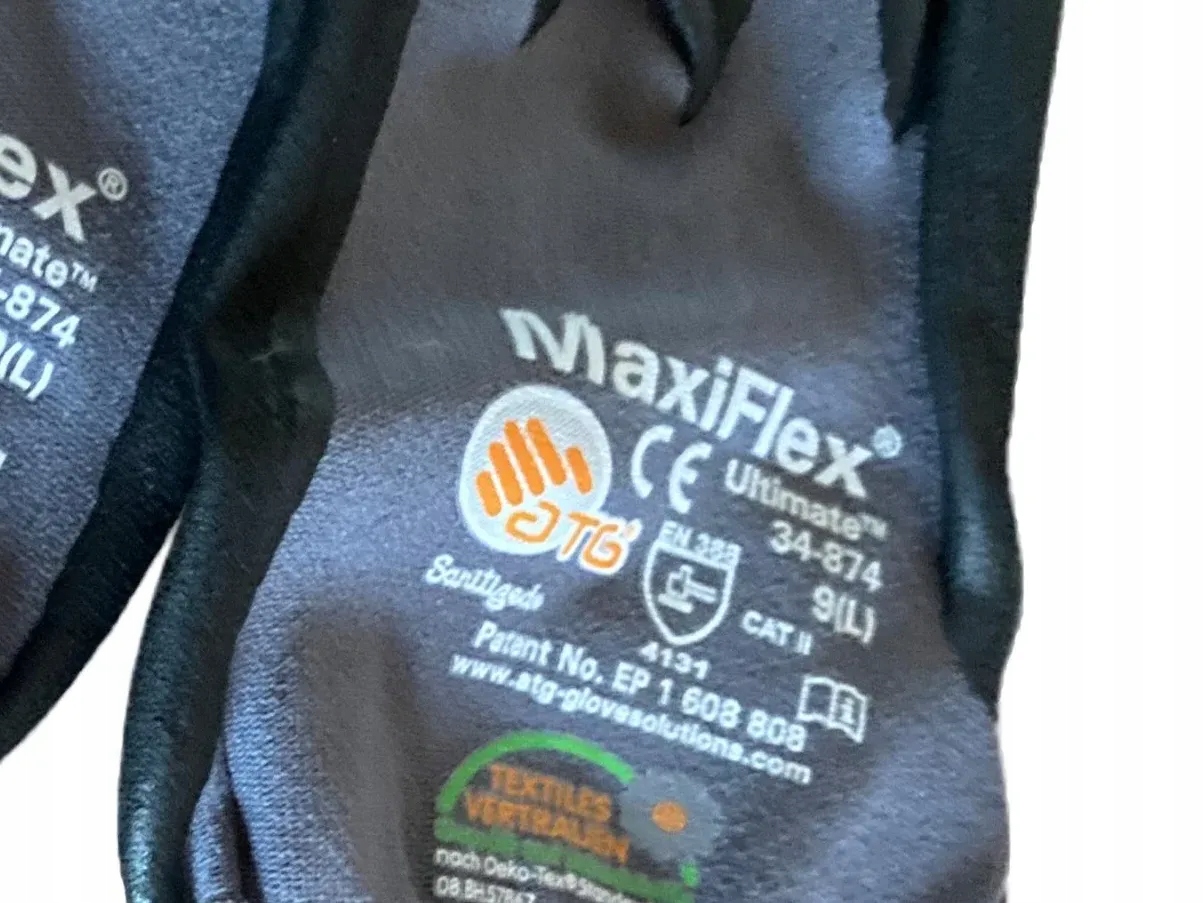 ex®
mate™
-874
(L)
MaxiFlex®
CE
Ultimate™
34-874
9(L)
ATG®
EN 388
CAT II
4131
Sanitized®
Patent No. EP 1 608 808
www.atg-glovesolutions.com
TEXTILES
VERTRAUEN
nach Oeko-Tex® Standard